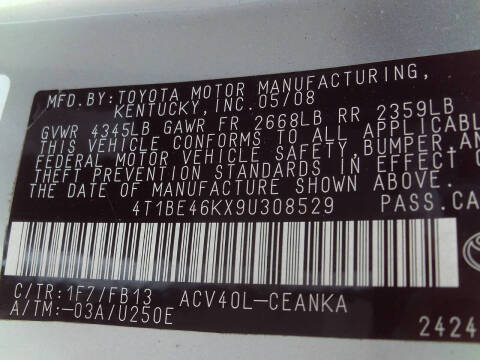 MFD.BY:TOYOTA MOTOR MANUFACTURING,
KENTUCKY,INC.05/08
GVWR 4345LB GAWR FR 2668LB RR 2359LB
THIS VEHICLE CONFORMS TO ALL APPLICABL
FEDERAL MOTOR VEHICLE SAFETY,BUMPER,AN
THEFT PREVENTION STANDARDS IN EFFECT O
THE DATE OF MANUFACTURE SHOWN ABOVE.
4T1BE46KX9U308529 PASS.CA
C/TR:1F7/FB13 ACV40L-CEANKA
A/TM:-03A/U250E 2424